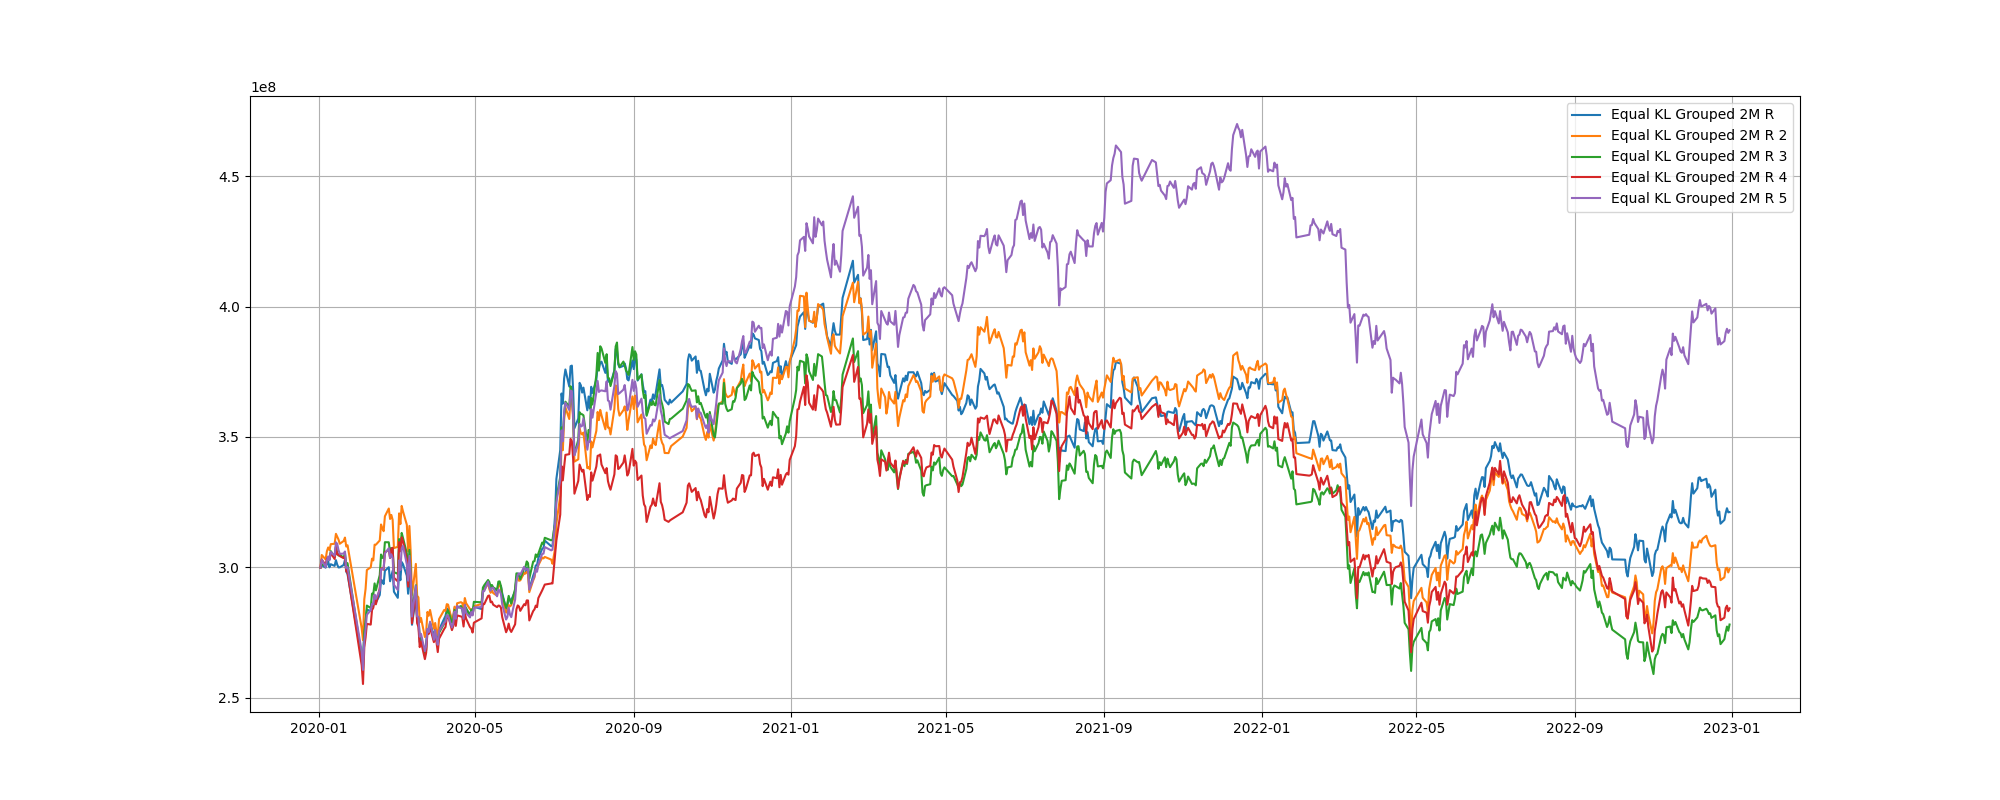 1e8
Equal KL Grouped 2M R
Equal KL Grouped 2M R 2
Equal KL Grouped 2M R 3
Equal KL Grouped 2M R 4
Equal KL Grouped 2M R 5
4.5
4.0
3.5
3.0
2.5
2020-01 2020-05 2020-09 2021-01 2021-05 2021-09 2022-01 2022-05 2022-09 2023-01